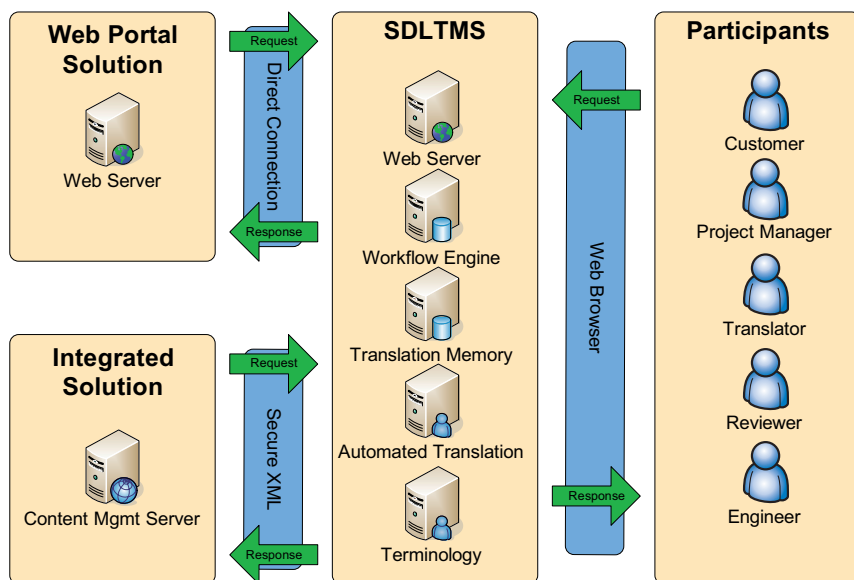 Web Portal
Solution
Web Server
Request
Direct Connection
Response
Integrated
Solution
Content Mgmt Server
Request
Secure XML
Response
SDLTMS
Web Server
Workflow Engine
Translation Memory
Automated Translation
Terminology
Request
Web Browser
Response
Participants
Customer
Project Manager
Translator
Reviewer
Engineer